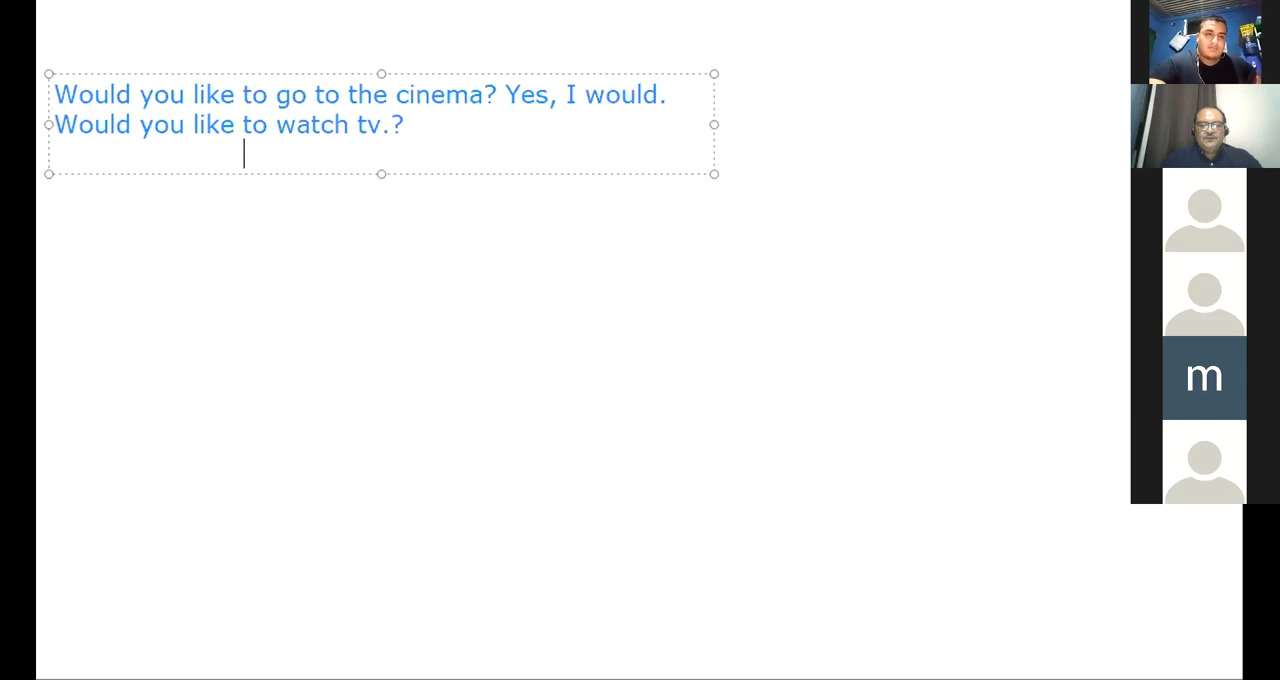 Would you like to go to the cinema? Yes, I would.
Would you like to watch tv.?
m